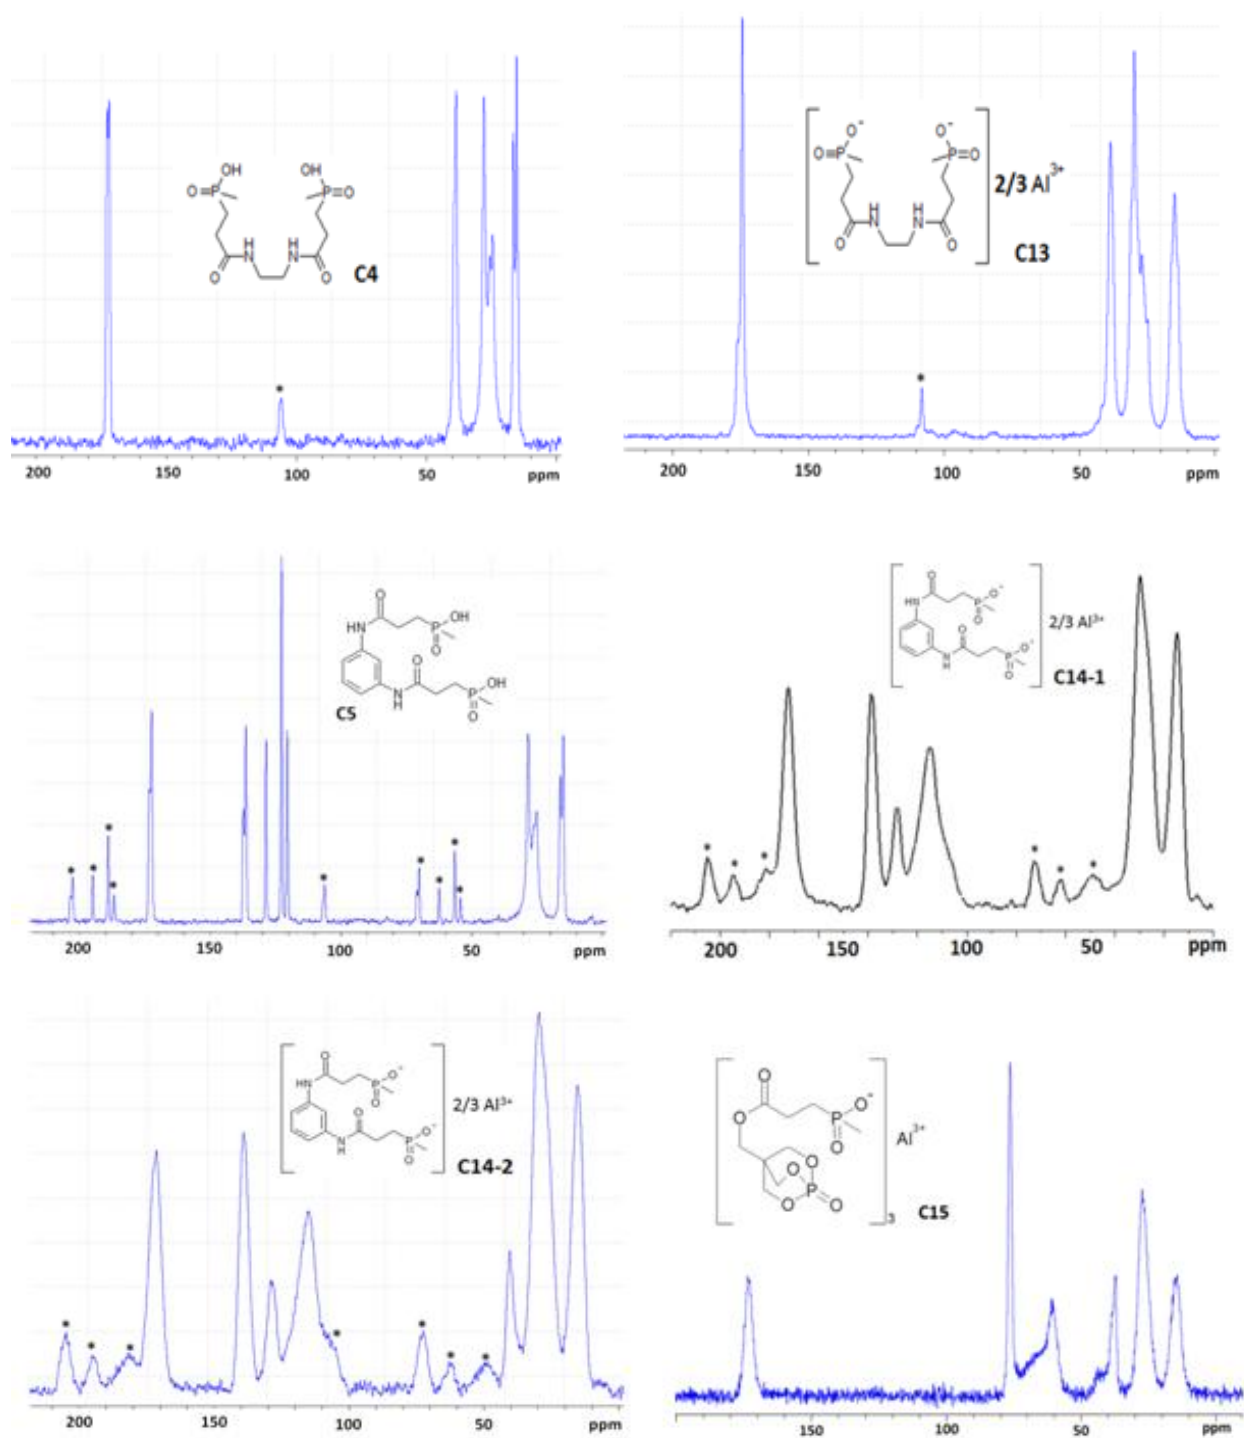 OH
OH
O=P
P=O
H
N
H
N
O
O
C4
*
200
150
100
50
ppm
O-
O-
O=P
P=O
2/3 Al3+
H
N
H
N
O
O
C13
*
200
150
100
50
ppm
O
HN
P
OH
O
O
N
H
P
OH
O
C5
* * * * * * * * *
200
150
100
50
ppm
O
HN
P
O-
O
2/3 Al3+
O
N
H
P
O-
O
C14-1
* * * * * *
200
150
100
50
ppm
O
HN
P
O-
O
2/3 Al3+
O
N
H
P
O-
O
C14-2
* * * * * * *
200
150
100
50
ppm
O
O
P
O-
O
Al3+
O
O
O
P=O
3
C15
150
100
50
ppm